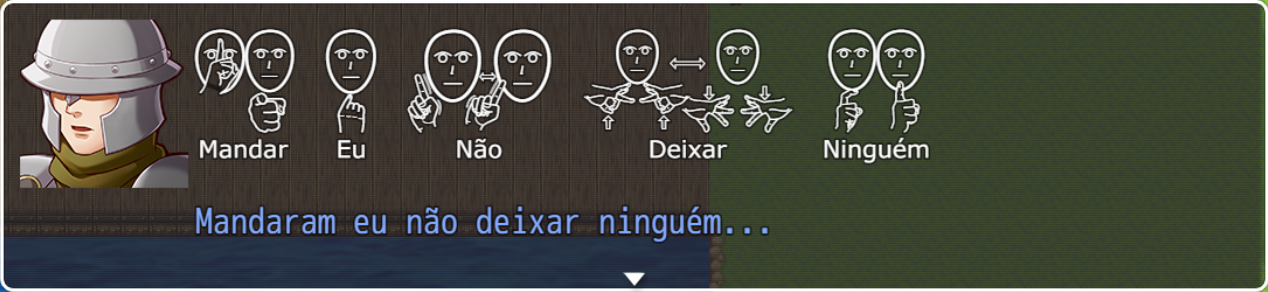 Mandar Eu Não Deixar Ninguém
Mandaram eu não deixar ninguém...